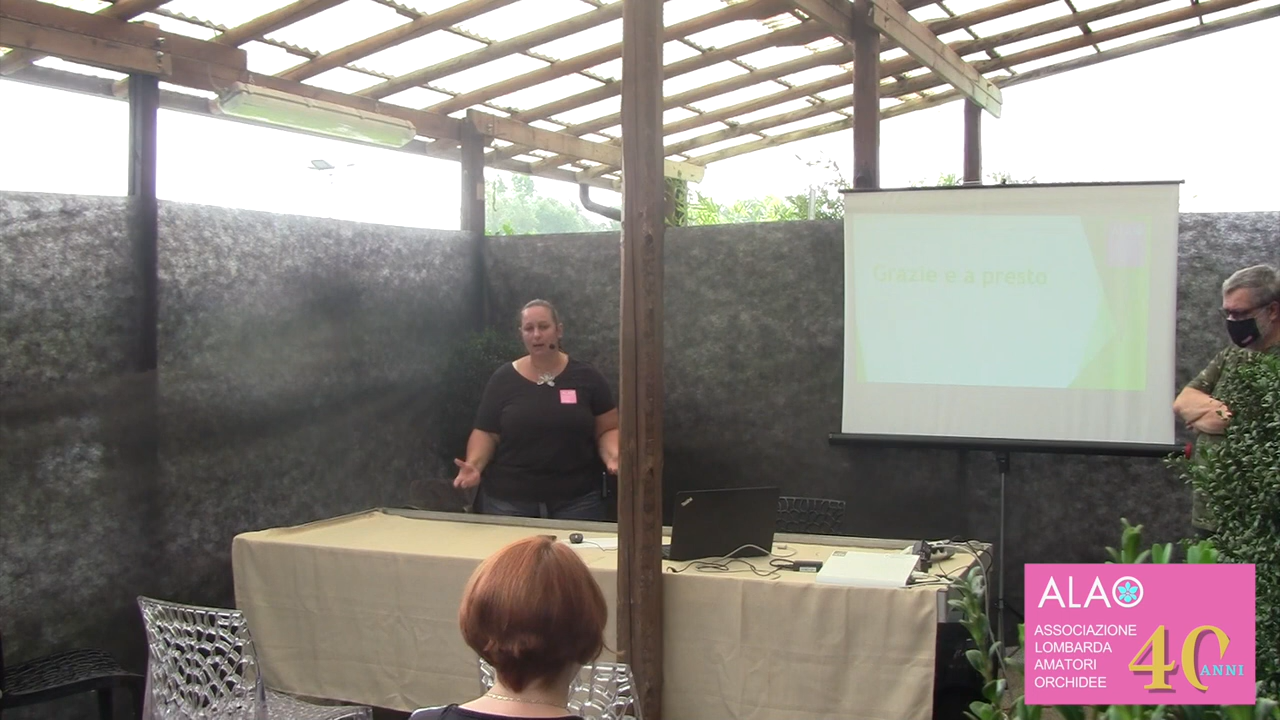 Grazie e a presto
ALAO
ASSOCIAZIONE
LOMBARDA
AMATORI
ORCHIDEE
40
ANNI